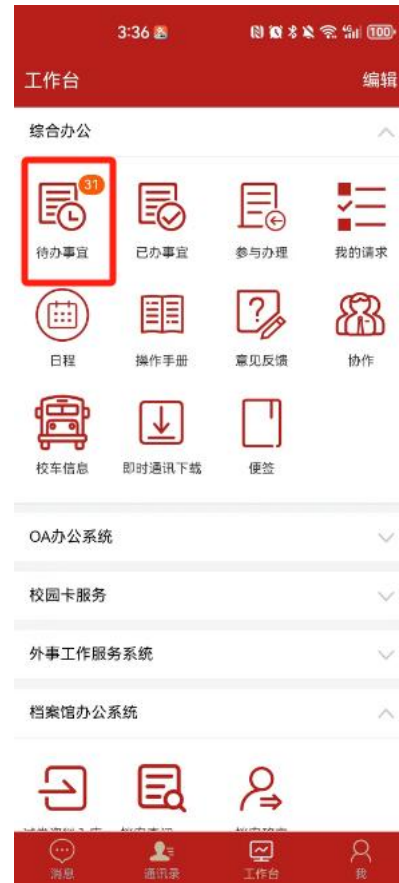 3:36 4G 100
工作台 编辑
综合办公
31
待办事宜 已办事宜 参与办理 我的请求
日程 操作手册 意见反馈 协作
校车信息 即时通讯下载 便签
OA办公系统
校园卡服务
外事工作服务系统
档案馆办公系统
消息 通讯录 工作台 我